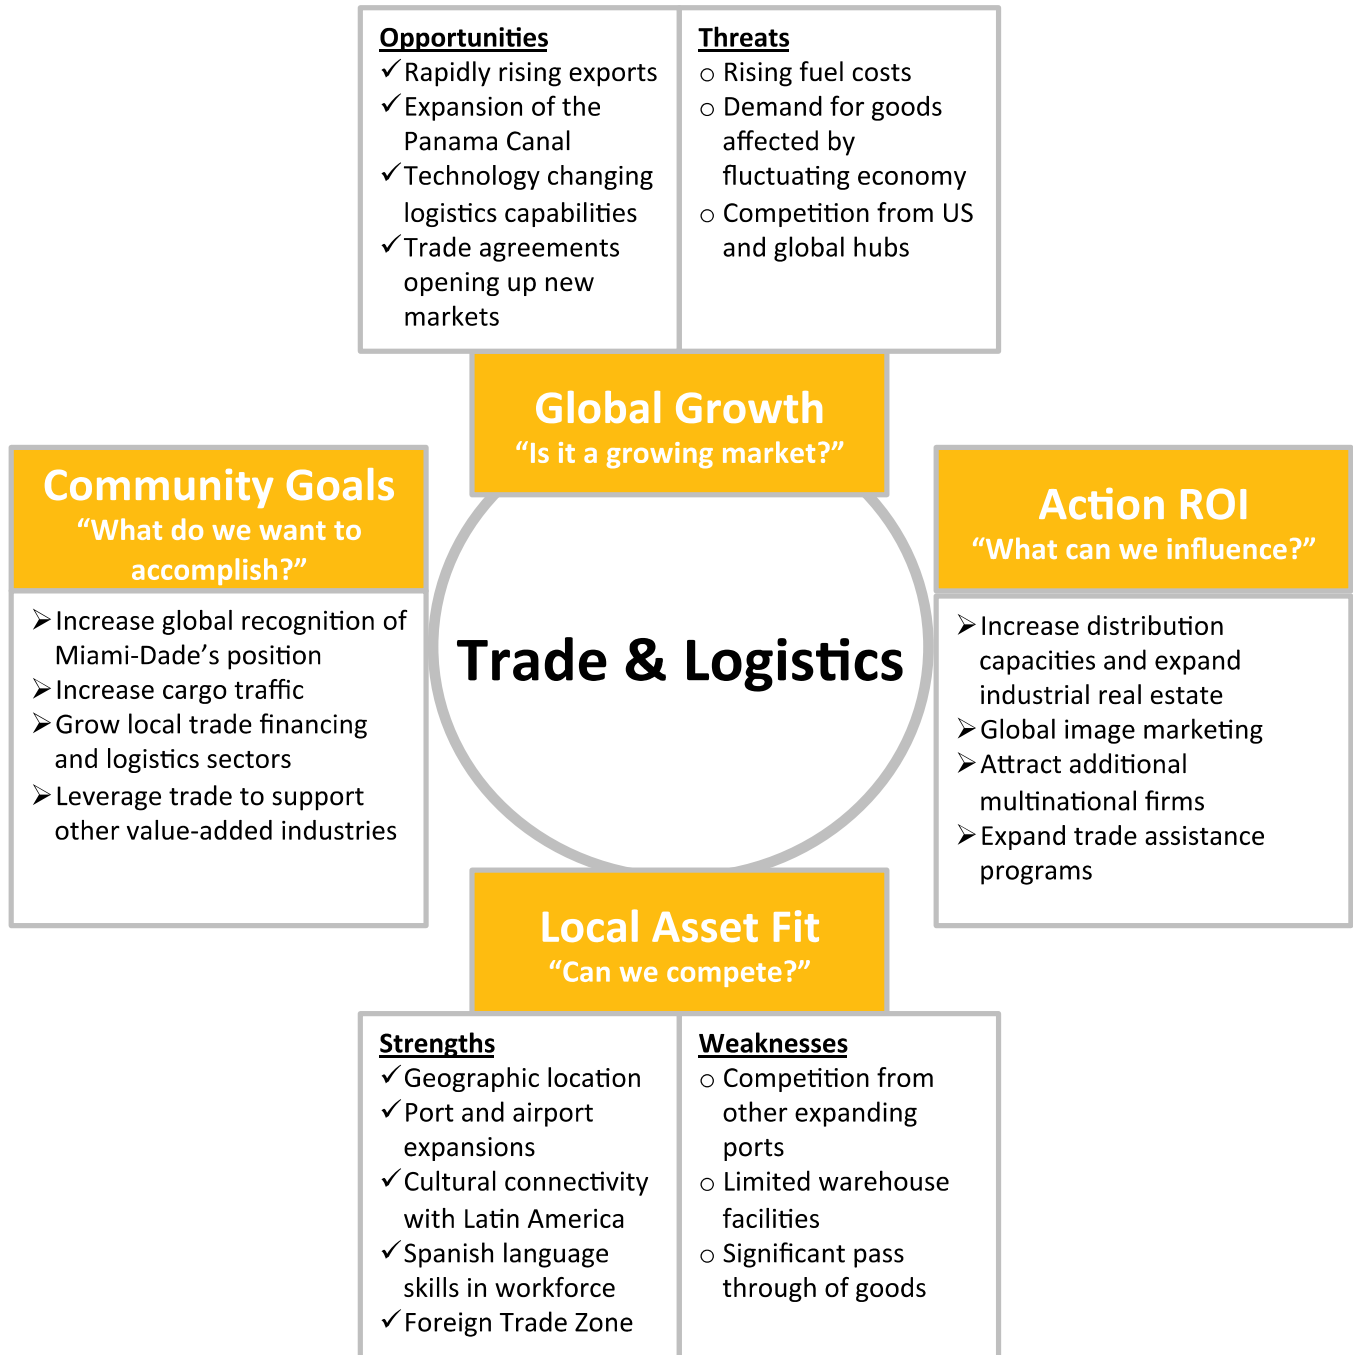 Opportunities
✓Rapidly rising exports
✓Expansion of the
Panama Canal
✓Technology changing
logistics capabilities
✓Trade agreements
opening up new
markets
Threats
o Rising fuel costs
o Demand for goods
affected by
fluctuating economy
o Competition from US
and global hubs
Global Growth
“Is it a growing market?”
Community Goals
“What do we want to
accomplish?”
➢Increase global recognition of
Miami-Dade’s position
➢Increase cargo traffic
➢Grow local trade financing
and logistics sectors
➢Leverage trade to support
other value-added industries
Trade & Logistics
Action ROI
“What can we influence?”
➢Increase distribution
capacities and expand
industrial real estate
➢Global image marketing
➢Attract additional
multinational firms
➢Expand trade assistance
programs
Local Asset Fit
“Can we compete?”
Strengths
✓Geographic location
✓Port and airport
expansions
✓Cultural connectivity
with Latin America
✓Spanish language
skills in workforce
✓Foreign Trade Zone
Weaknesses
o Competition from
other expanding
ports
o Limited warehouse
facilities
o Significant pass
through of goods